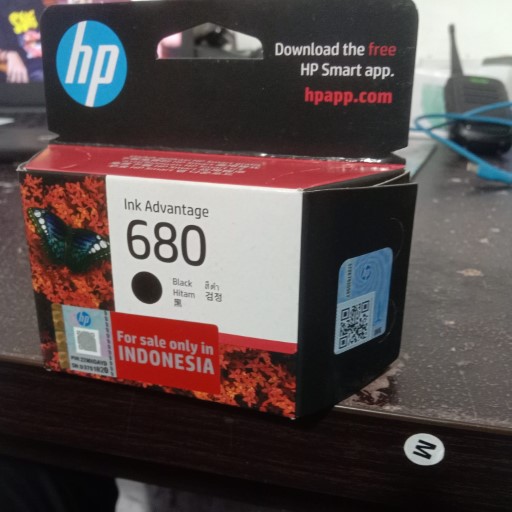 hp
Download the free
HP Smart app.
hpapp.com
Ink Advantage
680
Black
Hitam
黑
สีดำ
검정
For sale only in
INDONESIA
hp
M